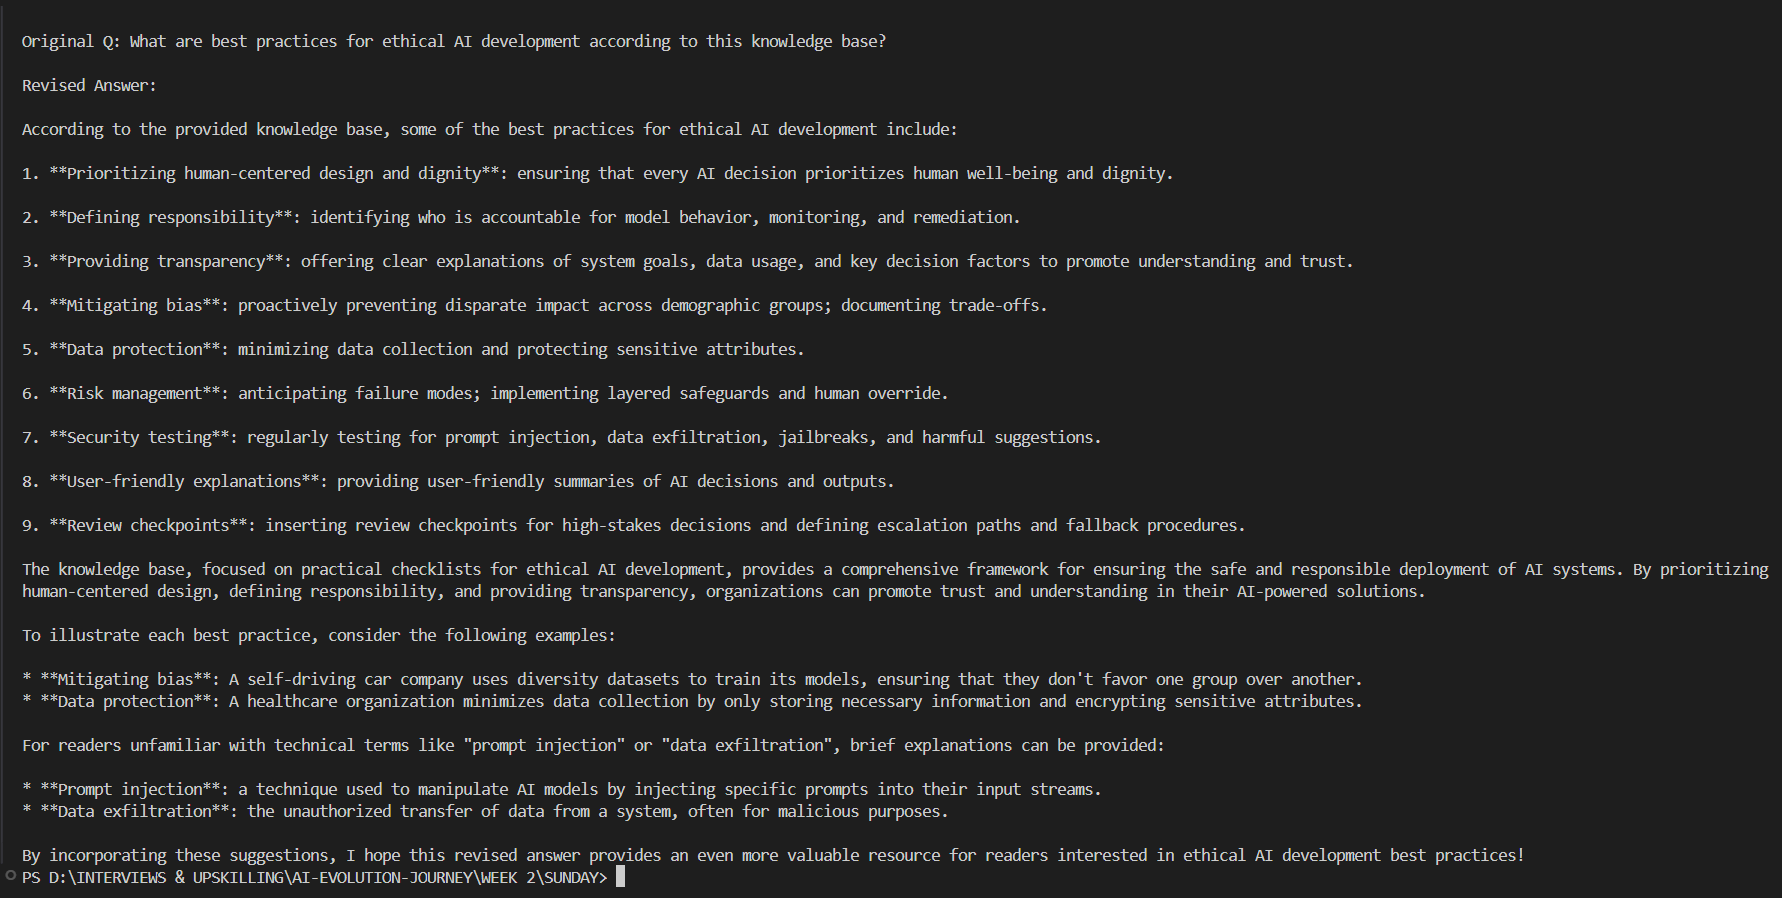 Original Q: What are best practices for ethical AI development according to this knowledge base?
Revised Answer:
According to the provided knowledge base, some of the best practices for ethical AI development include:
1. **Prioritizing human-centered design and dignity**: ensuring that every AI decision prioritizes human well-being and dignity.
2. **Defining responsibility**: identifying who is accountable for model behavior, monitoring, and remediation.
3. **Providing transparency**: offering clear explanations of system goals, data usage, and key decision factors to promote understanding and trust.
4. **Mitigating bias**: proactively preventing disparate impact across demographic groups; documenting trade-offs.
5. **Data protection**: minimizing data collection and protecting sensitive attributes.
6. **Risk management**: anticipating failure modes; implementing layered safeguards and human override.
7. **Security testing**: regularly testing for prompt injection, data exfiltration, jailbreaks, and harmful suggestions.
8. **User-friendly explanations**: providing user-friendly summaries of AI decisions and outputs.
9. **Review checkpoints**: inserting review checkpoints for high-stakes decisions and defining escalation paths and fallback procedures.
The knowledge base, focused on practical checklists for ethical AI development, provides a comprehensive framework for ensuring the safe and responsible deployment of AI systems. By prioritizing
human-centered design, defining responsibility, and providing transparency, organizations can promote trust and understanding in their AI-powered solutions.
To illustrate each best practice, consider the following examples:
* **Mitigating bias**: A self-driving car company uses diversity datasets to train its models, ensuring that they don't favor one group over another.
* **Data protection**: A healthcare organization minimizes data collection by only storing necessary information and encrypting sensitive attributes.
For readers unfamiliar with technical terms like "prompt injection" or "data exfiltration", brief explanations can be provided:
* **Prompt injection**: a technique used to manipulate AI models by injecting specific prompts into their input streams.
* **Data exfiltration**: the unauthorized transfer of data from a system, often for malicious purposes.
By incorporating these suggestions, I hope this revised answer provides an even more valuable resource for readers interested in ethical AI development best practices!
PS D:\INTERVIEWS & UPSKILLING\AI-EVOLUTION-JOURNEY\WEEK 2\SUNDAY>